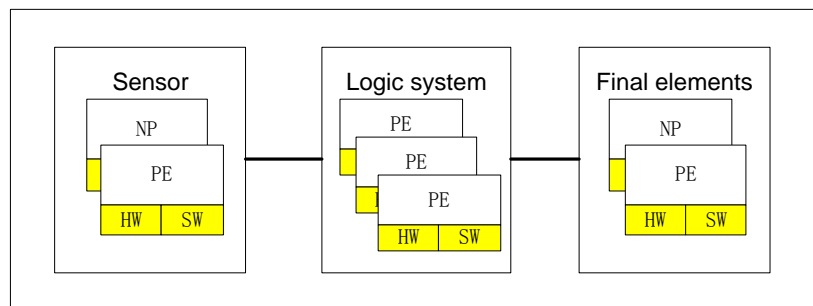 Sensor
NP
PE
HW SW
Logic system
PE
PE
PE
HW SW
Final elements
NP
PE
HW SW